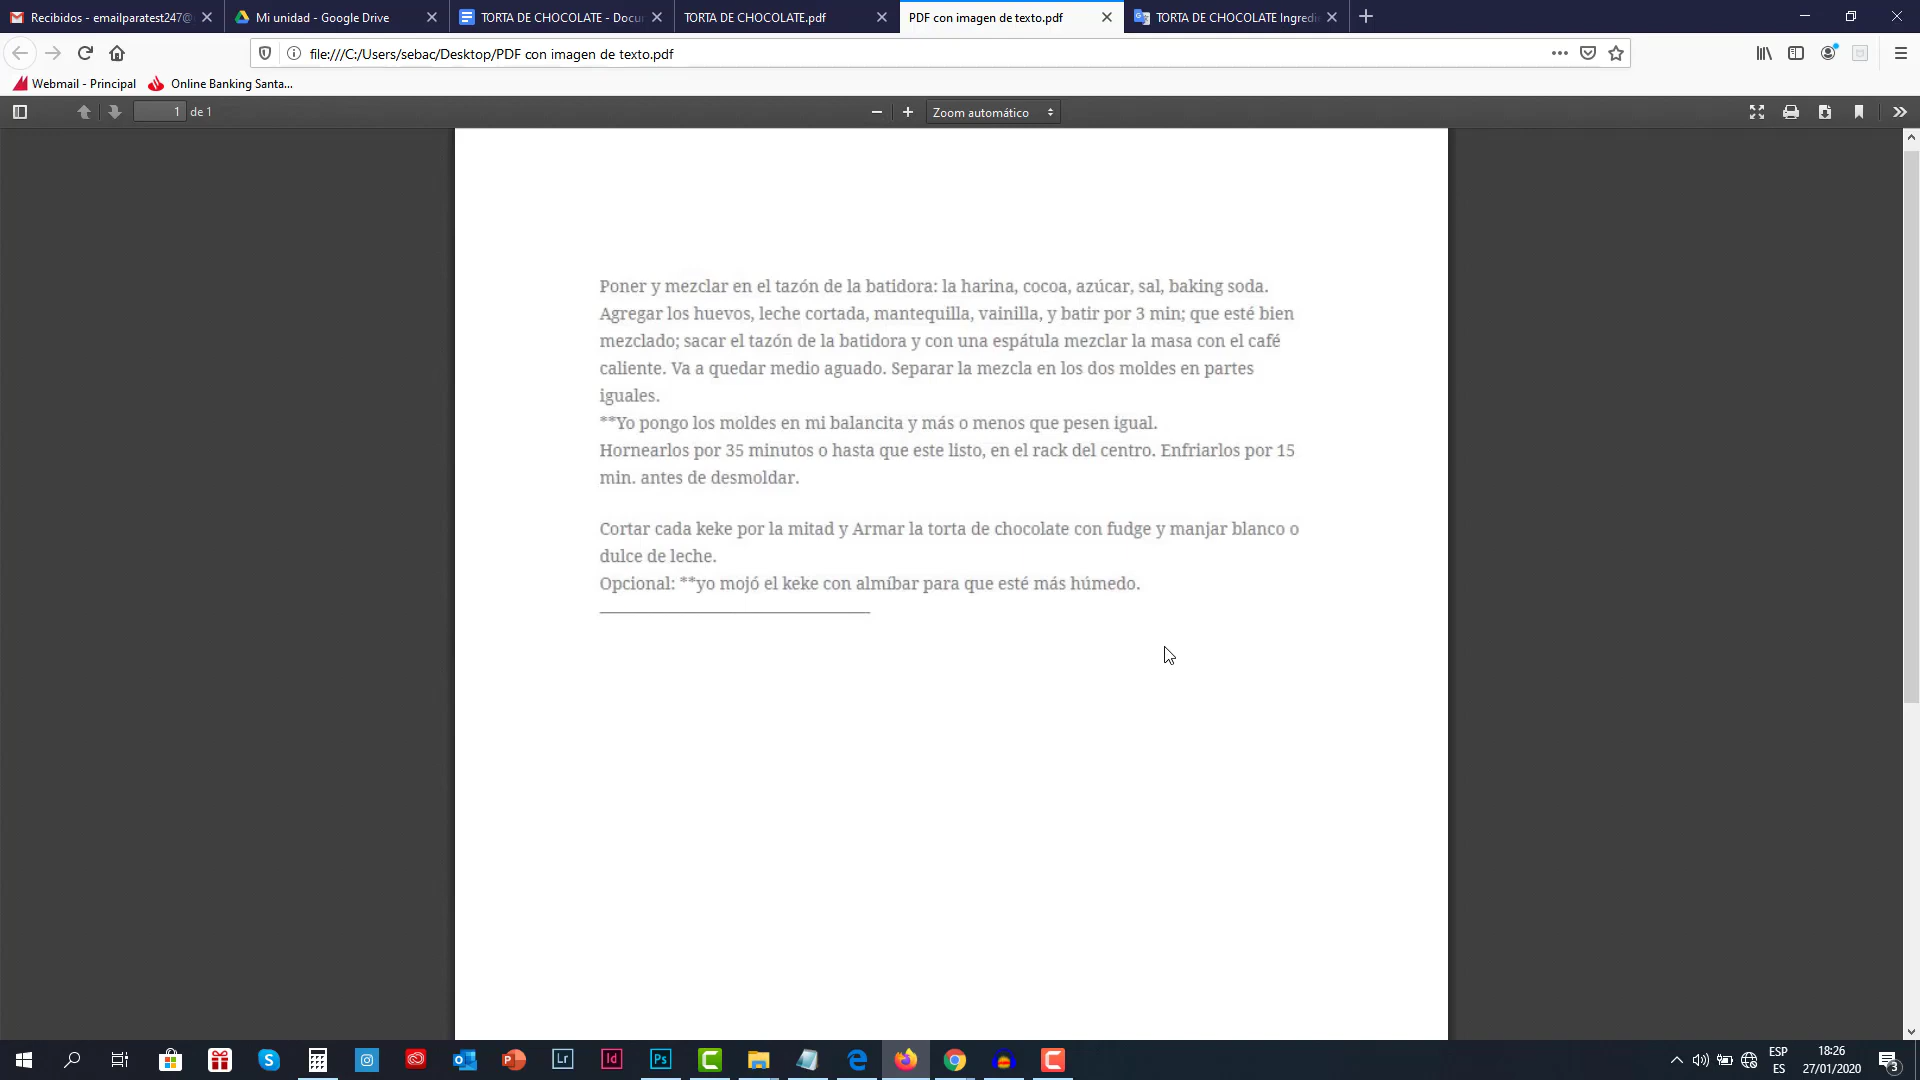 Recibidos - emailparatest247@
Mi unidad - Google Drive
TORTA DE CHOCOLATE - Docu
TORTA DE CHOCOLATE.pdf
PDF con imagen de texto.pdf
TORTA DE CHOCOLATE Ingredi
file:///C:/Users/sebac/Desktop/PDF con imagen de texto.pdf
Webmail - Principal
Online Banking Santa...
1 de 1
Zoom automático
Poner y mezclar en el tazón de la batidora: la harina, cocoa, azúcar, sal, baking soda.
Agregar los huevos, leche cortada, mantequilla, vainilla, y batir por 3 min; que esté bien
mezclado; sacar el tazón de la batidora y con una espátula mezclar la masa con el café
caliente. Va a quedar medio aguado. Separar la mezcla en los dos moldes en partes
iguales.
**Yo pongo los moldes en mi balancita y más o menos que pesen igual.
Hornearlos por 35 minutos o hasta que este listo, en el rack del centro. Enfriarlos por 15
min. antes de desmoldar.
Cortar cada keke por la mitad y Armar la torta de chocolate con fudge y manjar blanco o
dulce de leche.
Opcional: **yo mojó el keke con almíbar para que esté más húmedo.
Lr
Id
Ps
ESP
ES
18:26
27/01/2020
3